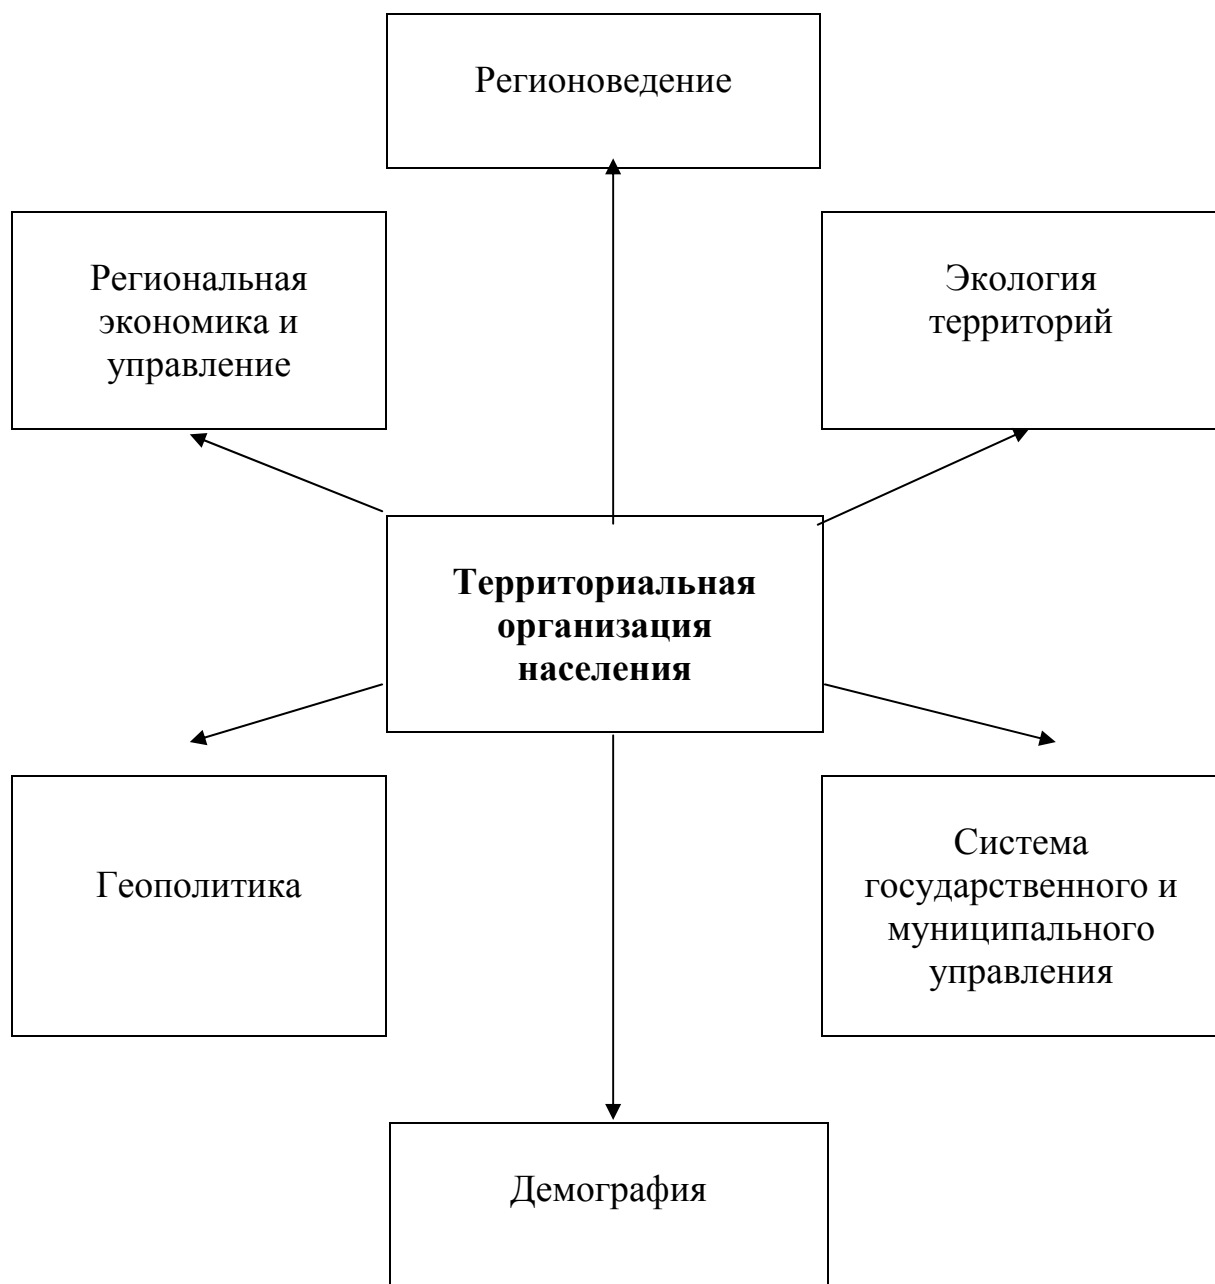 Регионоведение
Региональная
экономика и
управление
Экология
территорий
Территориальная
организация
населения
Геополитика
Система
государственного и
муниципального
управления
Демография